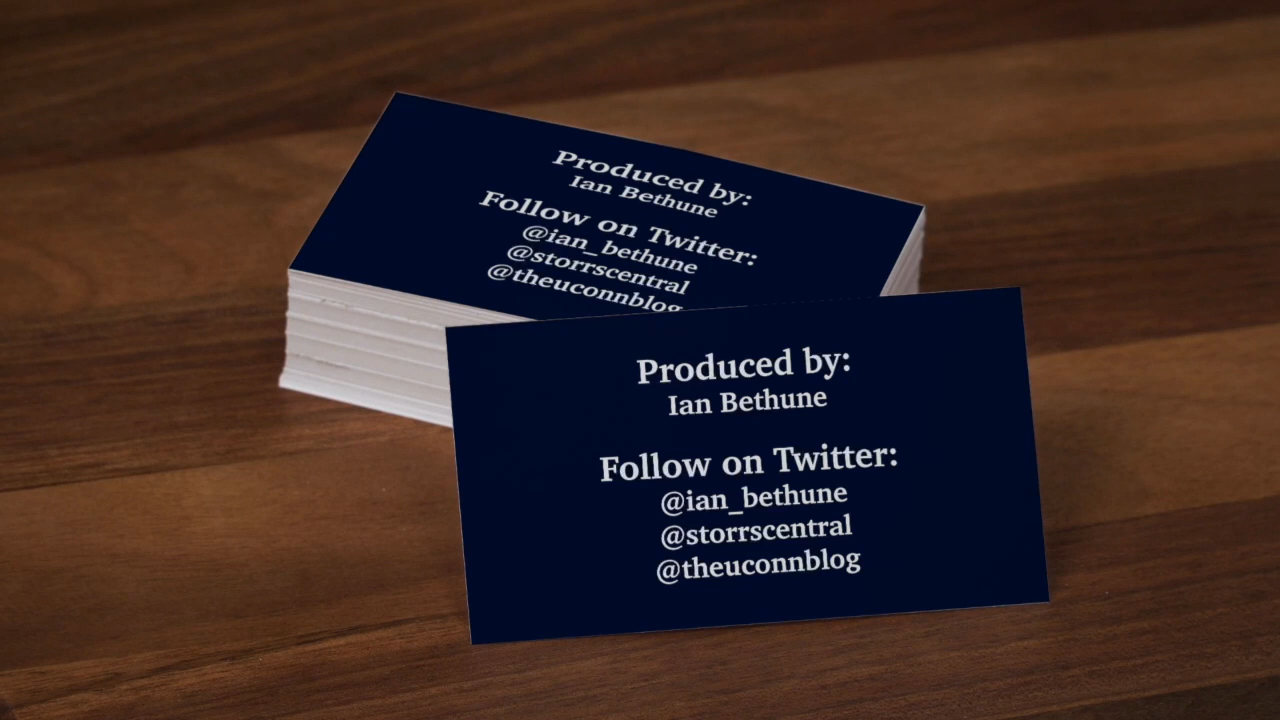 Produced by:
Ian Bethune
Follow on Twitter:
@ian_bethune
@storrscentral
@theuconnblog
Produced by:
Ian Bethune
Follow on Twitter:
@ian_bethune
@storrscentral
@theuconnblog